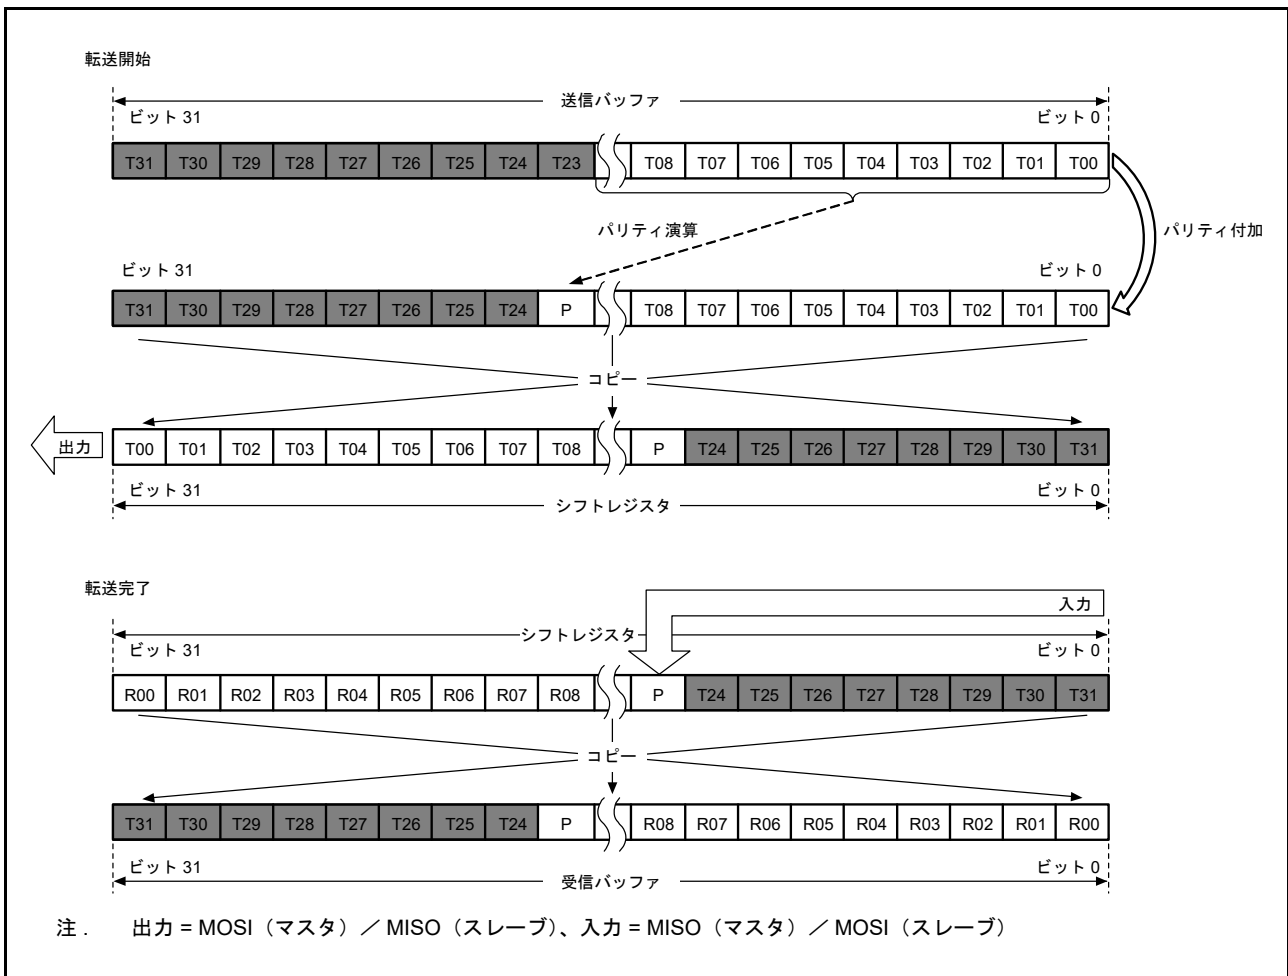 転送開始
送信バッファ
ビット 31 ビット 0
T31 T30 T29 T28 T27 T26 T25 T24 T23 T08 T07 T06 T05 T04 T03 T02 T01 T00
パリティ演算 パリティ付加
ビット 31 ビット 0
T31 T30 T29 T28 T27 T26 T25 T24 P T08 T07 T06 T05 T04 T03 T02 T01 T00
コピー
出力 T00 T01 T02 T03 T04 T05 T06 T07 T08 P T24 T25 T26 T27 T28 T29 T30 T31
ビット 31 ビット 0
シフトレジスタ
転送完了
入力
シフトレジスタ
ビット 31 ビット 0
R00 R01 R02 R03 R04 R05 R06 R07 R08 P T24 T25 T26 T27 T28 T29 T30 T31
コピー
T31 T30 T29 T28 T27 T26 T25 T24 P R08 R07 R06 R05 R04 R03 R02 R01 R00
ビット 31 ビット 0
受信バッファ
注 . 出力 = MOSI（マスタ）／ MISO（スレーブ）、入力 = MISO（マスタ）／ MOSI（スレーブ）